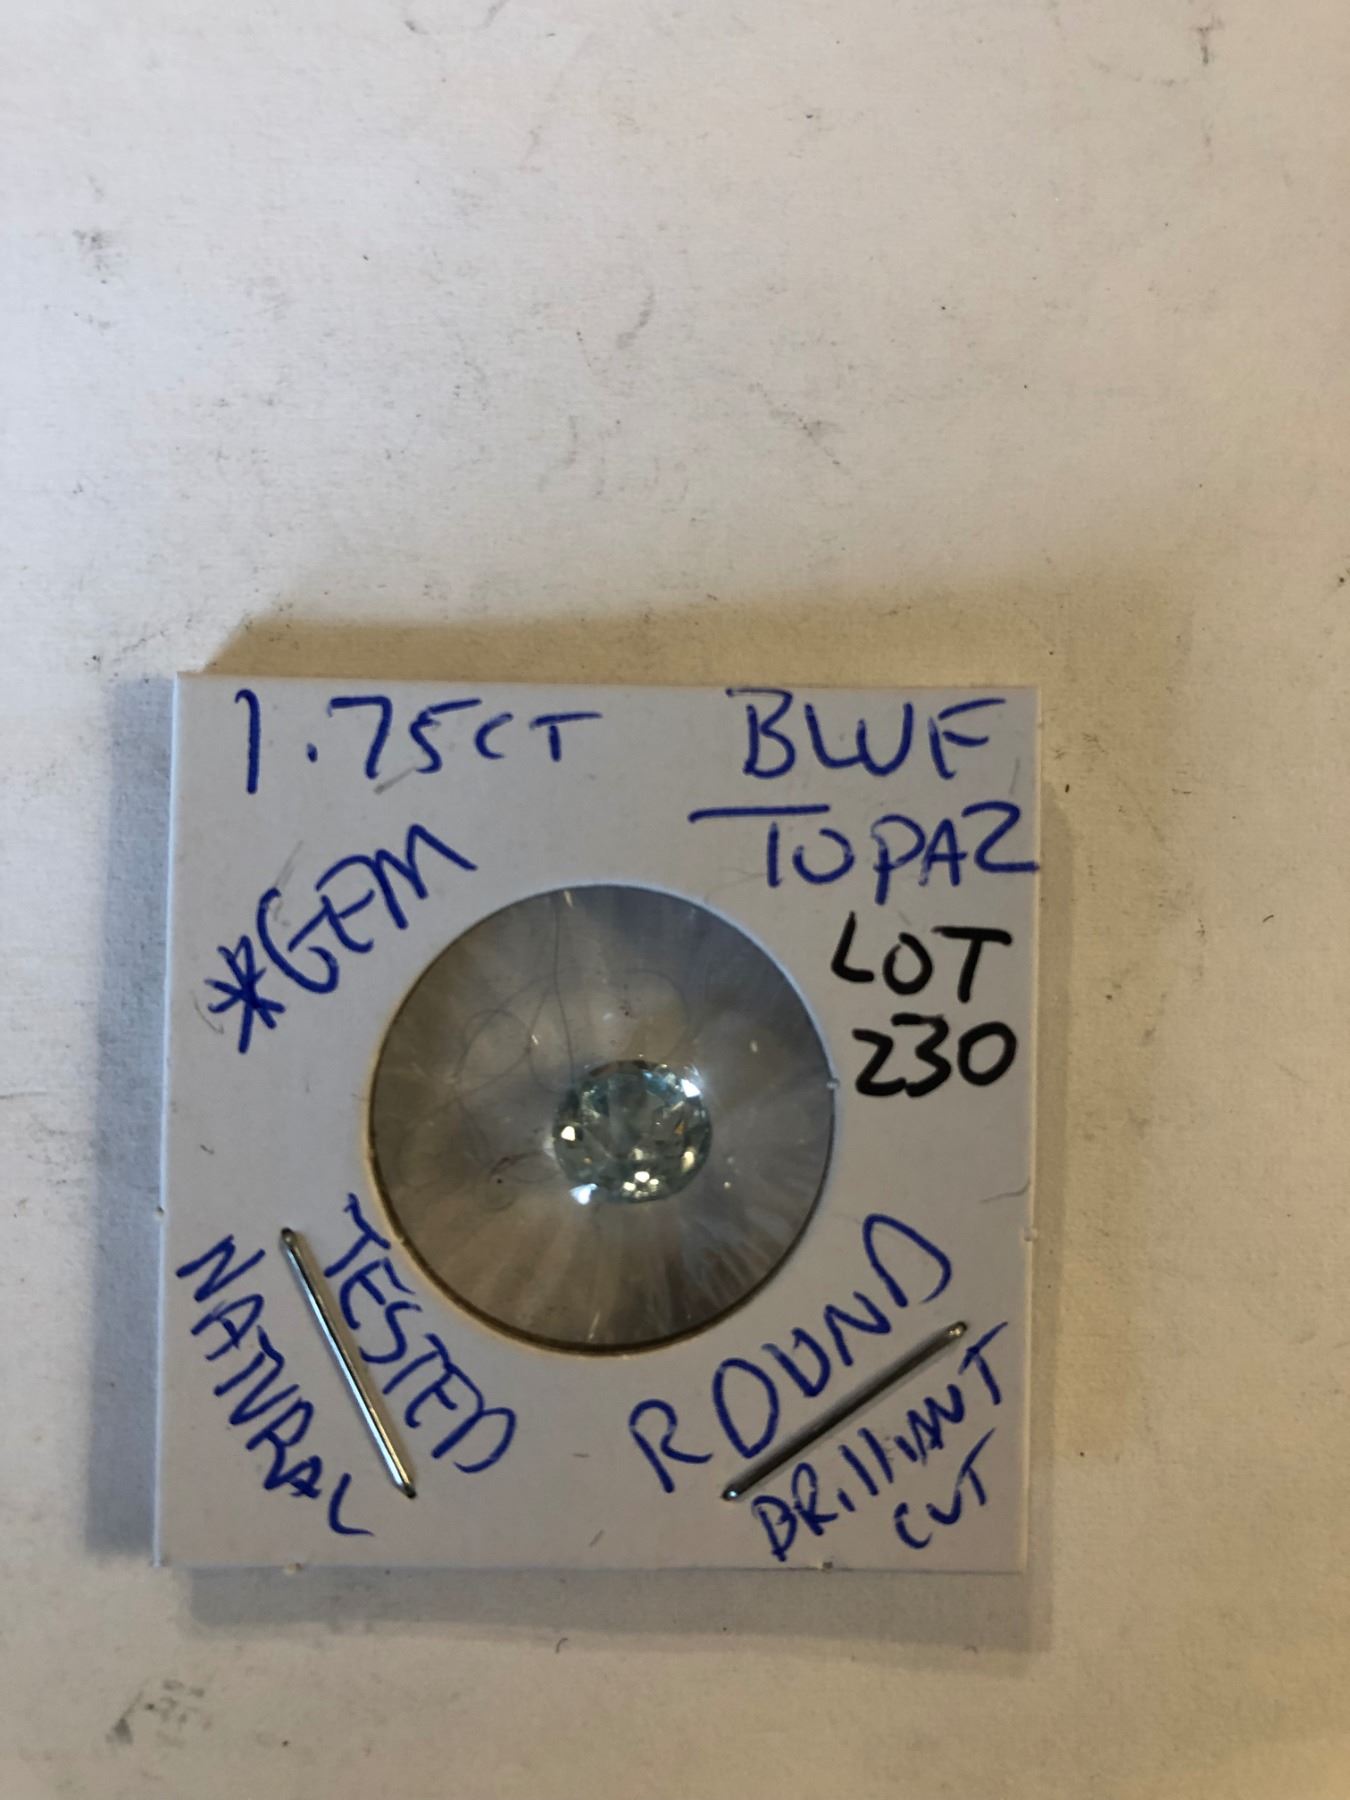 1.75CT
BLUE
TOPAZ
*GEM
LOT
230
TESTED
NATURAL
ROUND
BRilliANT
CUT